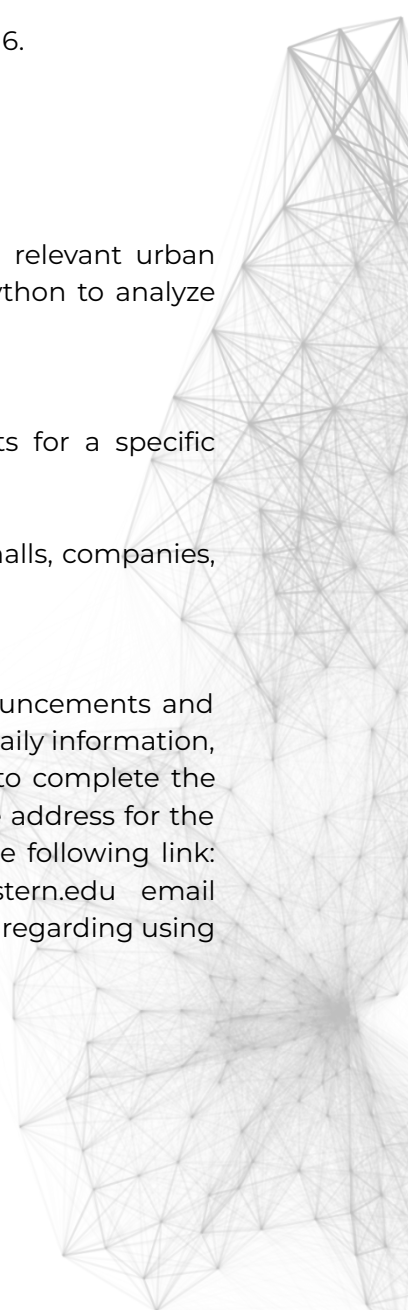 6.
relevant urban
ython to analyze
ts for a specific
nalls, companies,
uncements and
aily information,
to complete the
address for the
e following link:
stern.edu email
regarding using